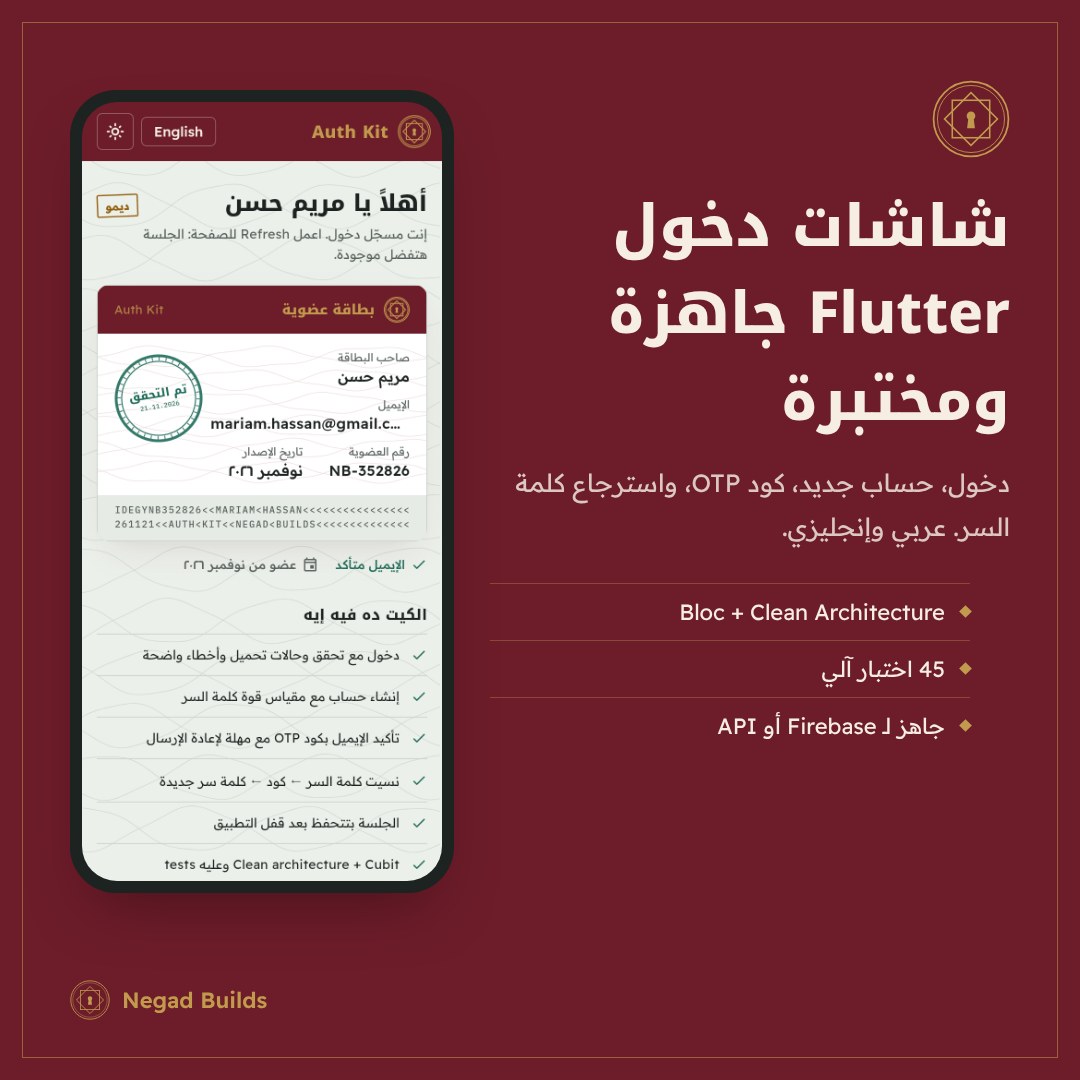 شاشات دخول
Flutter جاهزة
ومختبرة
دخول، حساب جديد، كود OTP، واسترجاع كلمة
السر. عربي وإنجليزي.
Bloc + Clean Architecture
45 اختبار آلي
جاهز لـ Firebase أو API
Auth Kit
English
أهلاً يا مريم حسن
ديمو
إنت مسجّل دخول. اعمل Refresh للصفحة: الجلسة
هتفضل موجودة.
بطاقة عضوية
Auth Kit
صاحب البطاقة
مريم حسن
تم التحقق
21.11.2026
الإيميل
mariam.hassan@gmail.c...
رقم العضوية
تاريخ الإصدار
NB-352826
نوفمبر ٢٠٢٦
IDEGYNB352826<<MARIAM<HASSAN<<<<<<<<<<<<<<<<
261121<<AUTH<KIT<<NEGAD<BUILDS<<<<<<<<<<<<<<
الإيميل متأكد
عضو من نوفمبر ٢٠٢٦
الكيت ده فيه إيه
دخول مع تحقق وحالات تحميل وأخطاء واضحة
إنشاء حساب مع مقياس قوة كلمة السر
تأكيد الإيميل بكود OTP مع مهلة لإعادة الإرسال
نسيت كلمة السر ← كود ← كلمة سر جديدة
الجلسة بتتحفظ بعد قفل التطبيق
Clean architecture + Cubit وعليه tests
Negad Builds